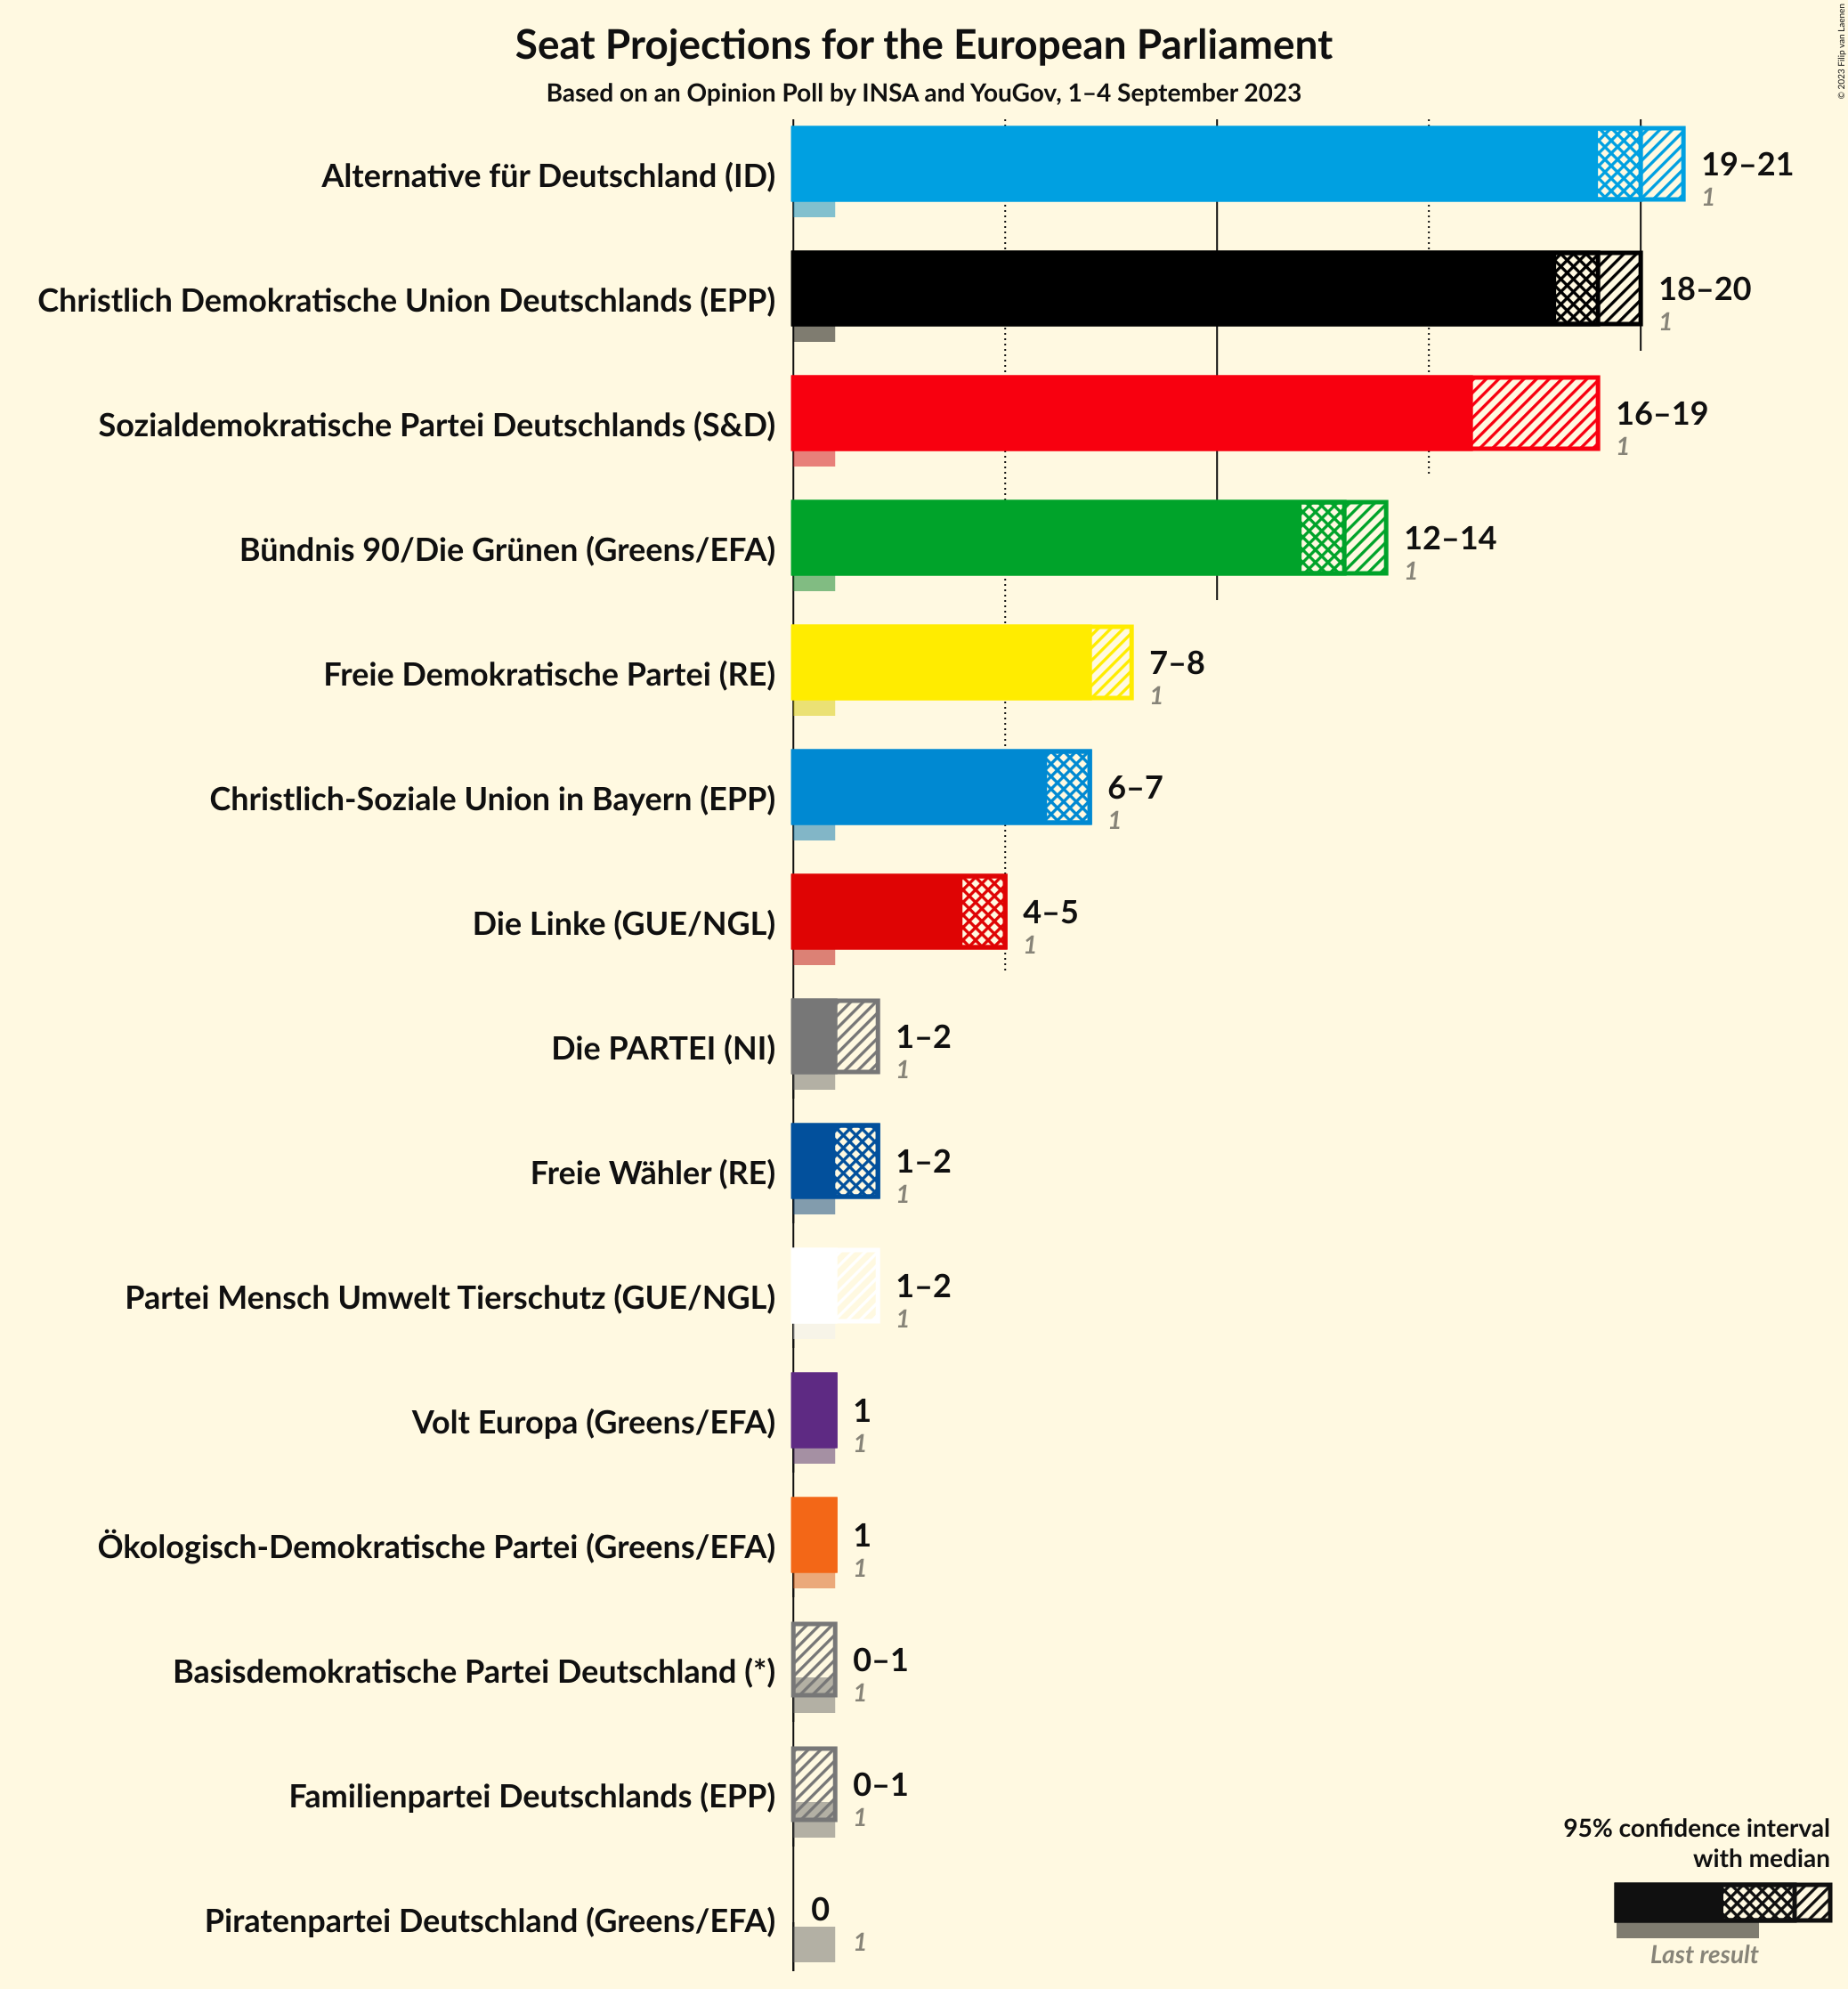 Seat Projections for the European Parliament
Based on an Opinion Poll by INSA and YouGov, 1–4 September 2023
© 2023 Filip van Laenen
Alternative für Deutschland (ID)
19–21
1
Christlich Demokratische Union Deutschlands (EPP)
18–20
1
Sozialdemokratische Partei Deutschlands (S&D)
16–19
1
Bündnis 90/Die Grünen (Greens/EFA)
12–14
1
Freie Demokratische Partei (RE)
7–8
1
Christlich-Soziale Union in Bayern (EPP)
6–7
1
Die Linke (GUE/NGL)
4–5
1
Die PARTEI (NI)
1–2
1
Freie Wähler (RE)
1–2
1
Partei Mensch Umwelt Tierschutz (GUE/NGL)
1–2
1
Volt Europa (Greens/EFA)
1
1
Ökologisch-Demokratische Partei (Greens/EFA)
1
1
Basisdemokratische Partei Deutschland (*)
0–1
1
Familienpartei Deutschlands (EPP)
0–1
1
Piratenpartei Deutschland (Greens/EFA)
0
1
95% confidence interval
with median
Last result